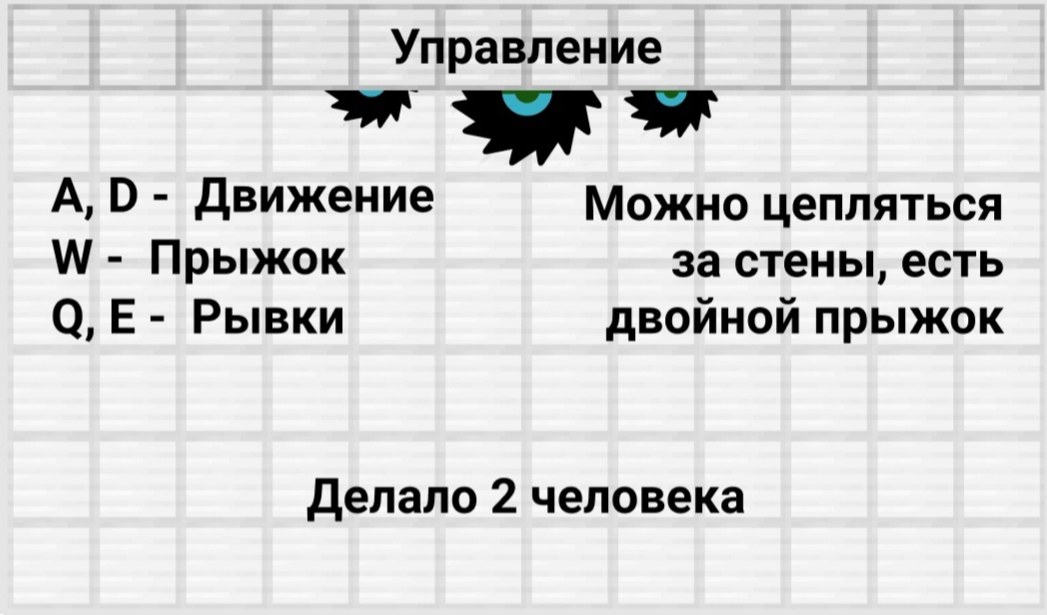 Управление
A, D - Движение
W - Прыжок
Q, E - Рывки
Можно цепляться
за стены, есть
двойной прыжок
Делало 2 человека